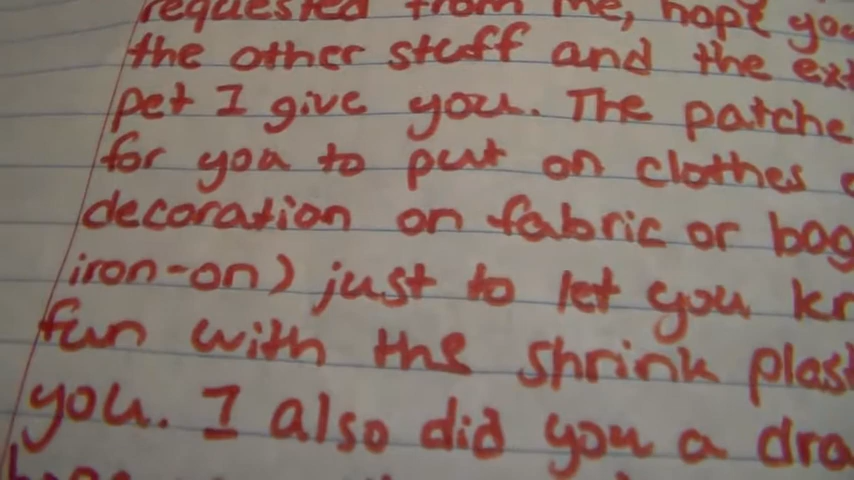 requested from me, hope you
the other stuff and the ext
pet I give you. The patche
for you to put on clothes
decoration on fabric or bag
iron-on) just to let you kn
fun with the shrink plast
you. I also did you a dra